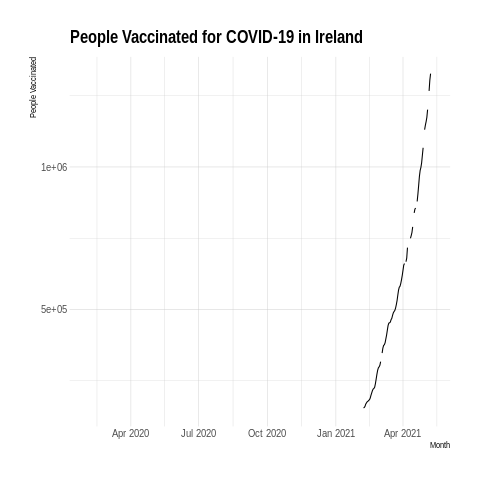 People Vaccinated for COVID-19 in Ireland
People Vaccinated
1e+06
5e+05
Apr 2020 Jul 2020 Oct 2020 Jan 2021 Apr 2021
Month